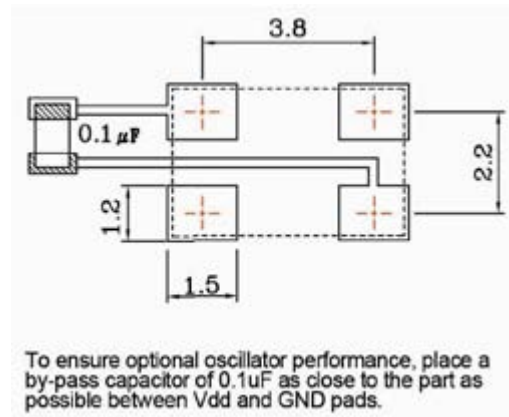 3.8
0.1 μF
2.2
1.2
1.5
To ensure optional oscillator performance, place a
by-pass capacitor of 0.1uF as close to the part as
possible between Vdd and GND pads.